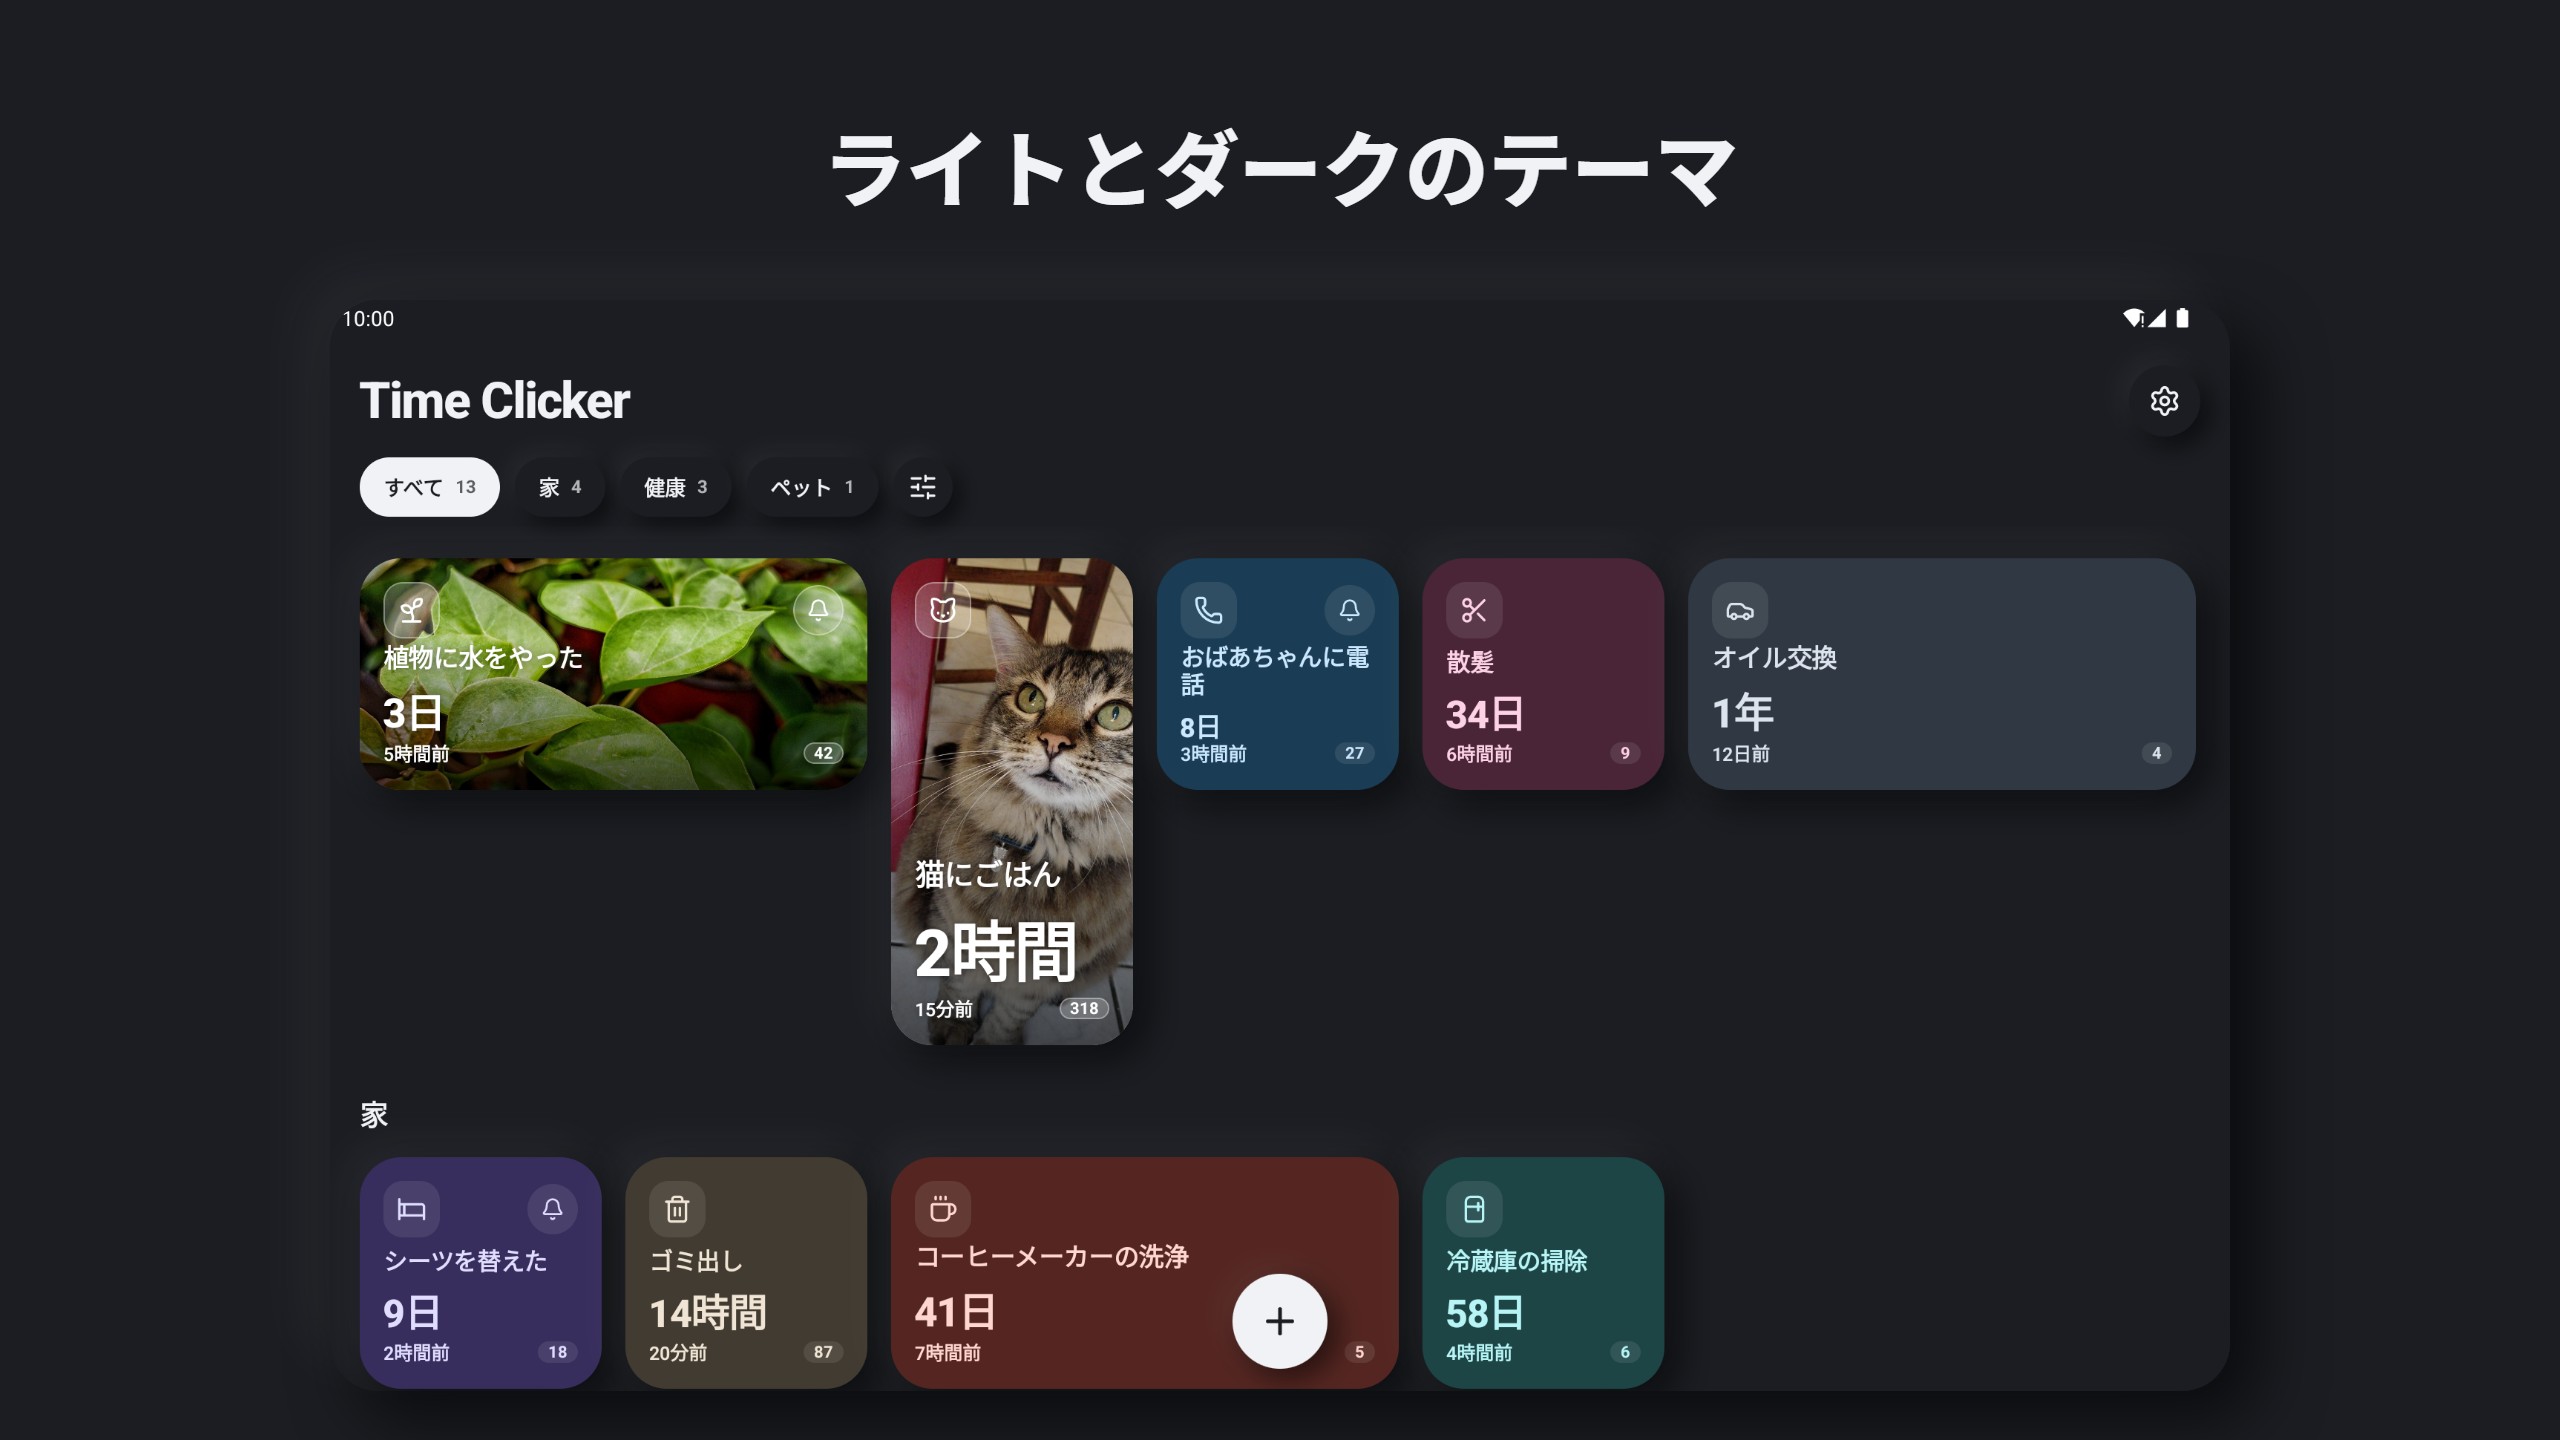 ライトとダークのテーマ
10:00
Time Clicker
すべて 13
家 4
健康 3
ペット 1
植物に水をやった
3日
5時間前
42
猫にごはん
2時間
15分前
318
おばあちゃんに電
話
8日
3時間前
27
散髪
34日
6時間前
9
オイル交換
1年
12日前
4
家
シーツを替えた
9日
2時間前
18
ゴミ出し
14時間
20分前
87
コーヒーメーカーの洗浄
41日
7時間前
5
冷蔵庫の掃除
58日
4時間前
6